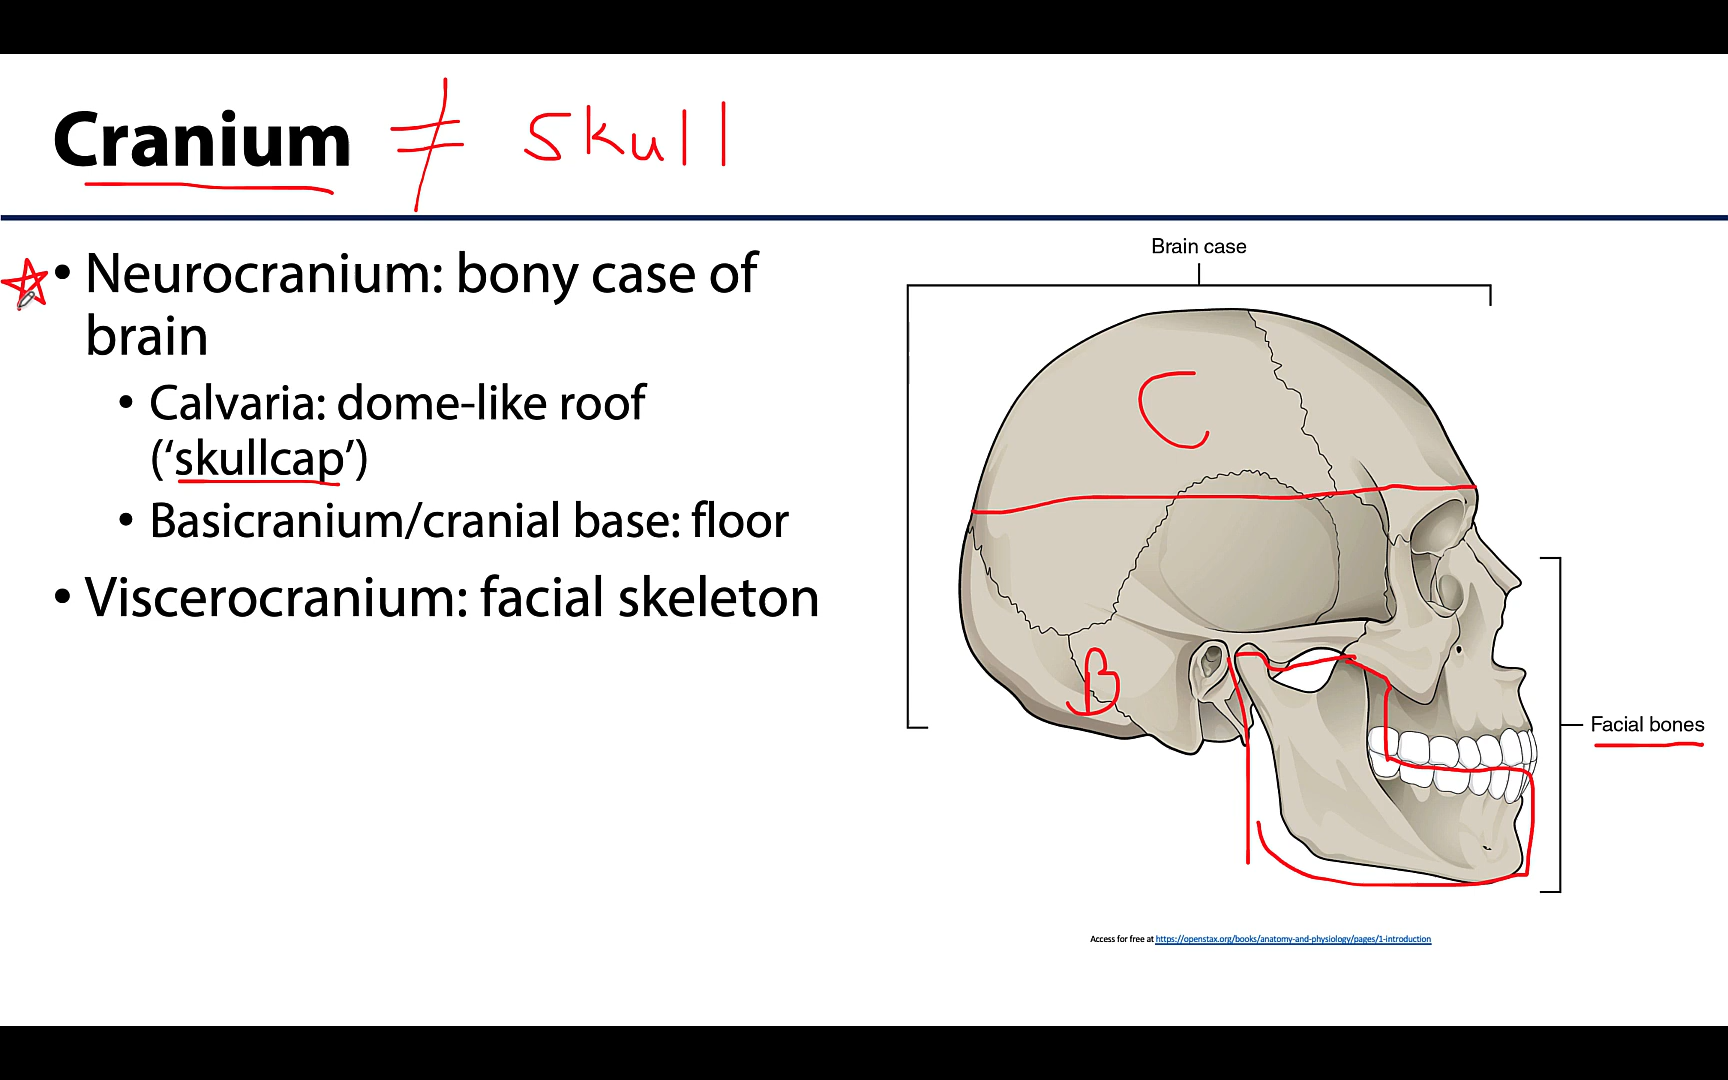 Cranium ≠ skull
• Neurocranium: bony case of
brain
• Calvaria: dome-like roof
(‘skullcap’)
• Basicranium/cranial base: floor
• Viscerocranium: facial skeleton
Brain case
C
B
Facial bones
Access for free at https://openstax.org/books/anatomy-and-physiology/pages/1-introduction